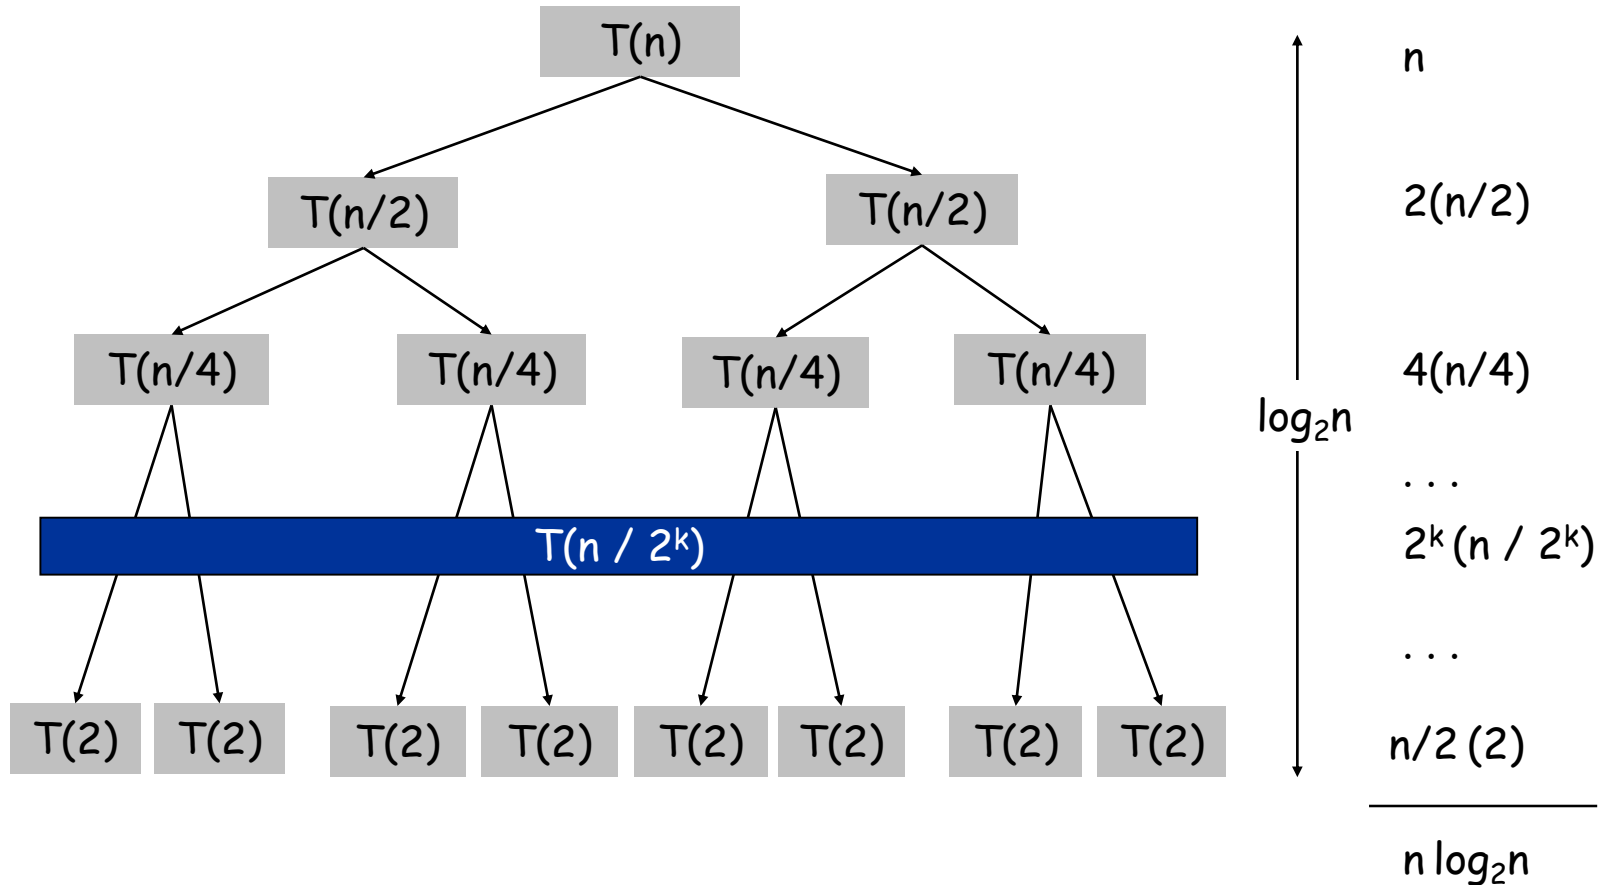 T(n)
n
T(n/2) T(n/2)
2(n/2)
T(n/4) T(n/4) T(n/4) T(n/4)
4(n/4)
log₂n
. . .
T(n / 2ᵏ)
2ᵏ (n / 2ᵏ)
. . .
T(2) T(2) T(2) T(2) T(2) T(2) T(2) T(2)
n/2 (2)
n log₂n